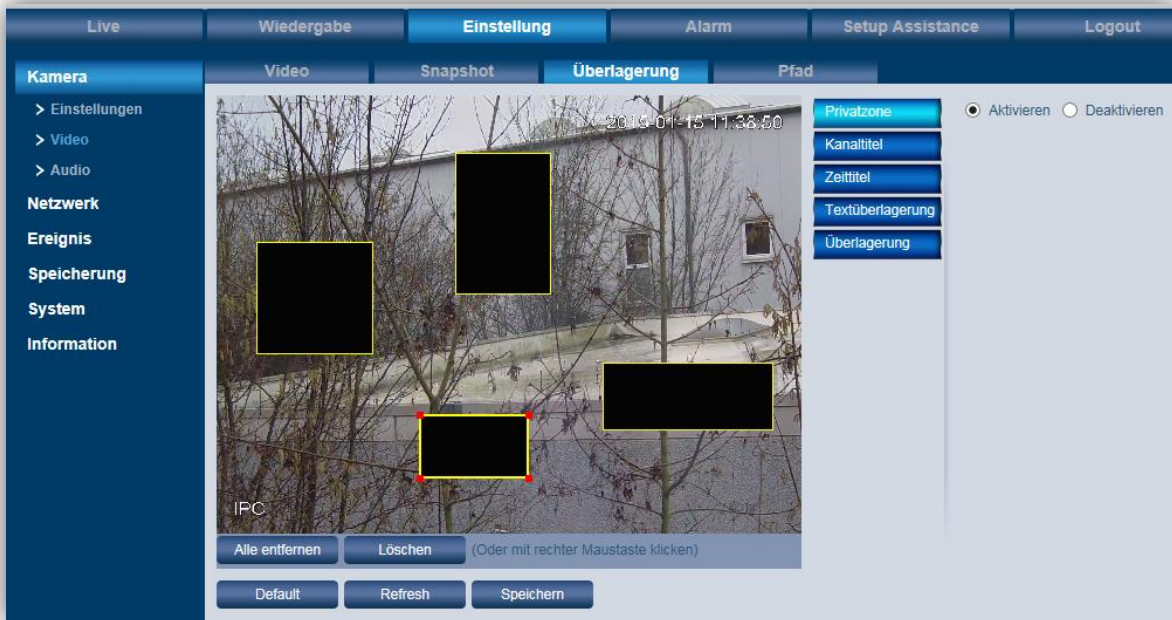 Live Wiedergabe Einstellung Alarm Setup Assistance Logout
Video Snapshot Überlagerung Pfad
Kamera
> Einstellungen
> Video
> Audio
Netzwerk
Ereignis
Speicherung
System
Information
2015-01-15 11:38:50
IPC
Privatzone
Kanaltitel
Zeittitel
Textüberlagerung
Überlagerung
Aktivieren Deaktivieren
Alle entfernen Löschen (Oder mit rechter Maustaste klicken)
Default Refresh Speichern